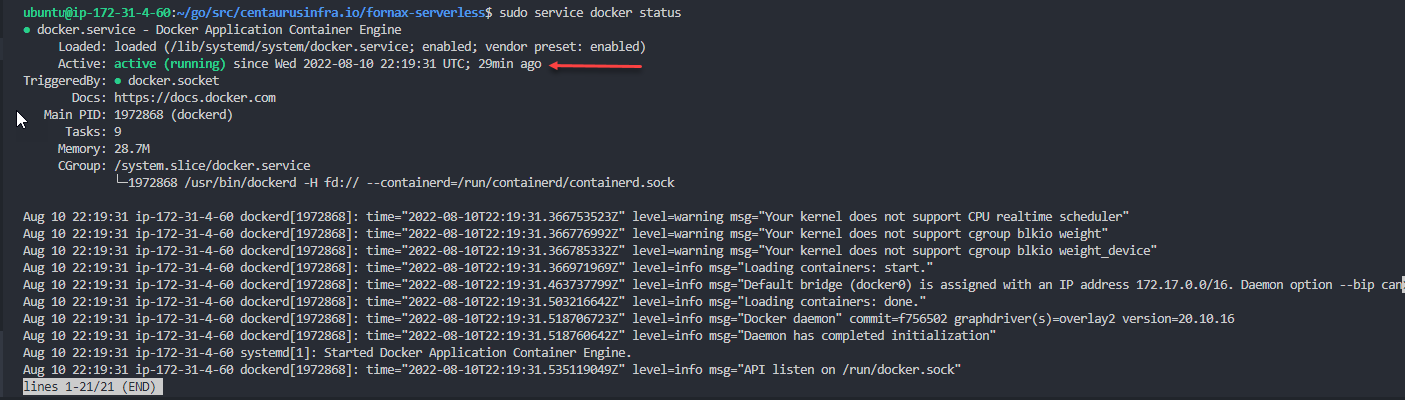 ubuntu@ip-172-31-4-60:~/go/src/centaurusinfra.io/fornax-serverless$ sudo service docker status
● docker.service - Docker Application Container Engine
Loaded: loaded (/lib/systemd/system/docker.service; enabled; vendor preset: enabled)
Active: active (running) since Wed 2022-08-10 22:19:31 UTC; 29min ago
TriggeredBy: ● docker.socket
Docs: https://docs.docker.com
Main PID: 1972868 (dockerd)
Tasks: 9
Memory: 28.7M
CGroup: /system.slice/docker.service
└─1972868 /usr/bin/dockerd -H fd:// --containerd=/run/containerd/containerd.sock
Aug 10 22:19:31 ip-172-31-4-60 dockerd[1972868]: time="2022-08-10T22:19:31.366753523Z" level=warning msg="Your kernel does not support CPU realtime scheduler"
Aug 10 22:19:31 ip-172-31-4-60 dockerd[1972868]: time="2022-08-10T22:19:31.366776992Z" level=warning msg="Your kernel does not support cgroup blkio weight"
Aug 10 22:19:31 ip-172-31-4-60 dockerd[1972868]: time="2022-08-10T22:19:31.366785332Z" level=warning msg="Your kernel does not support cgroup blkio weight_device"
Aug 10 22:19:31 ip-172-31-4-60 dockerd[1972868]: time="2022-08-10T22:19:31.366971969Z" level=info msg="Loading containers: start."
Aug 10 22:19:31 ip-172-31-4-60 dockerd[1972868]: time="2022-08-10T22:19:31.463737799Z" level=info msg="Default bridge (docker0) is assigned with an IP address 172.17.0.0/16. Daemon option --bip can
Aug 10 22:19:31 ip-172-31-4-60 dockerd[1972868]: time="2022-08-10T22:19:31.503216642Z" level=info msg="Loading containers: done."
Aug 10 22:19:31 ip-172-31-4-60 dockerd[1972868]: time="2022-08-10T22:19:31.518706723Z" level=info msg="Docker daemon" commit=f756502 graphdriver(s)=overlay2 version=20.10.16
Aug 10 22:19:31 ip-172-31-4-60 dockerd[1972868]: time="2022-08-10T22:19:31.518760642Z" level=info msg="Daemon has completed initialization"
Aug 10 22:19:31 ip-172-31-4-60 systemd[1]: Started Docker Application Container Engine.
Aug 10 22:19:31 ip-172-31-4-60 dockerd[1972868]: time="2022-08-10T22:19:31.535119049Z" level=info msg="API listen on /run/docker.sock"
lines 1-21/21 (END)